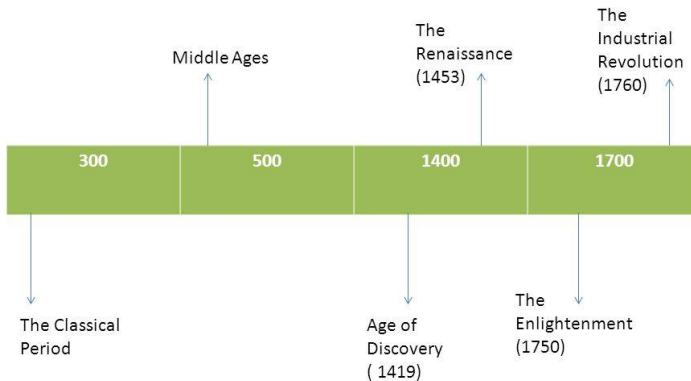 The
Industrial
Revolution
(1760)
The
Renaissance
(1453)
Middle Ages
300
500
1400
1700
The Classical
Period
Age of
Discovery
( 1419)
The
Enlightenment
(1750)